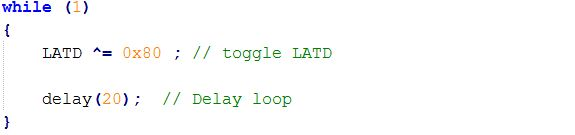 while (1)
{
LATD ^= 0x80 ; // toggle LATD
delay(20); // Delay loop
}